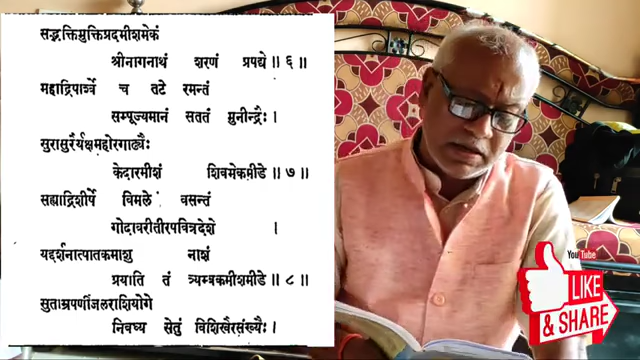 सद्भक्तिमुक्तिप्रदमीशमेकं
श्रीनागनाथं शरणं प्रपद्ये ॥ ६ ॥
महाद्रिपार्श्वे च तटे रमन्तं
सम्पूज्यमानं सततं मुनीन्द्रैः ।
सुरासुरैर्यक्षमहोरगाढ्यैः
केदारमीशं शिवमेकमीडे ॥ ७ ॥
सह्याद्रिशीर्षे विमले वसन्तं
गोदावरीतीरपवित्रदेशे ।
यद्दर्शनात्पातकमाशु नाशं
प्रयाति तं त्र्यम्बकमीशमीडे ॥ ८ ॥
सुताम्रपर्णीजलराशियोगे
निबध्य सेतुं विशिखैरसंख्यैः ।
YouTube
LIKE
& SHARE